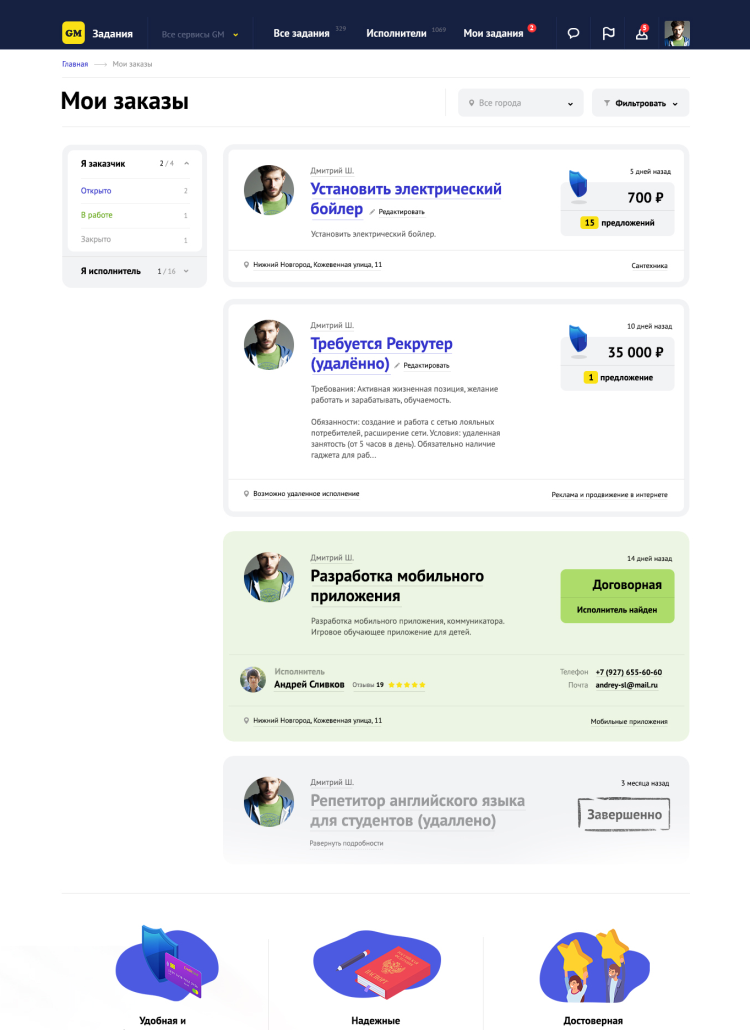 GM Задания Все сервисы GM Все задания 329 Исполнители 1069 Мои задания 2 5
Главная Мои заказы
Мои заказы
Все города
Фильтровать
Я заказчик 2 / 4
Открыто 2
В работе 1
Закрыто 1
Я исполнитель 1 / 16
Дмитрий Ш.
5 дней назад
Установить электрический
бойлер Редактировать
700 ₽
15 предложений
Установить электрический бойлер.
Нижний Новгород, Кожевенная улица, 11
Сантехника
Дмитрий Ш.
10 дней назад
Требуется Рекрутер
(удалённо) Редактировать
35 000 ₽
1 предложение
Требования: Активная жизненная позиция, желание
работать и зарабатывать, обучаемость.
Обязанности: создание и работа с сетью лояльных
потребителей, расширение сети. Условия: удаленная
занятость (от 5 часов в день). Обязательно наличие
гаджета для раб...
Возможно удаленное исполнение
Реклама и продвижение в интернете
Дмитрий Ш.
14 дней назад
Разработка мобильного
приложения
Договорная
Исполнитель найден
Разработка мобильного приложения, коммуникатора.
Игровое обучающее приложение для детей.
Исполнитель
Андрей Сливков Отзывы 19
Телефон +7 (927) 655-60-60
Почта andrey-sl@mail.ru
Нижний Новгород, Кожевенная улица, 11
Мобильные приложения
Дмитрий Ш.
3 месяца назад
Репетитор английского языка
для студентов (удаллено)
Завершенно
Равернуть подробности
Удобная и
Надежные
Достоверная